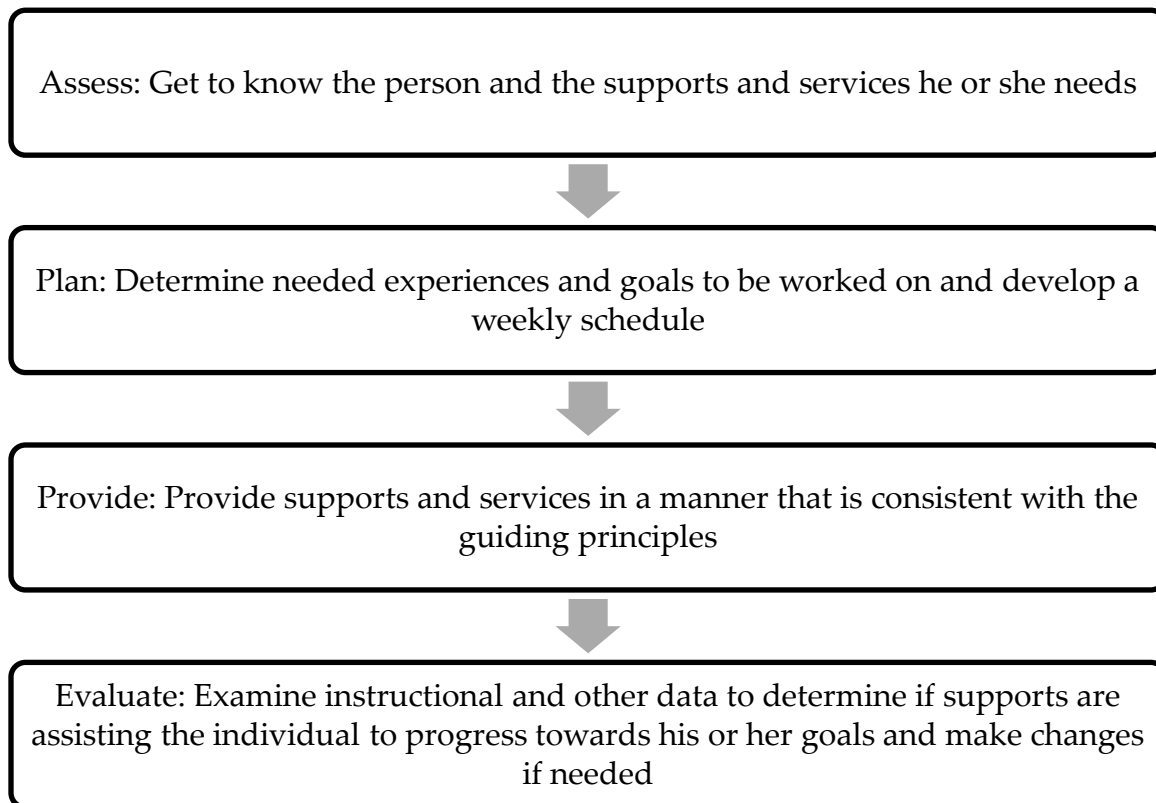 Assess: Get to know the person and the supports and services he or she needs
Plan: Determine needed experiences and goals to be worked on and develop a
weekly schedule
Provide: Provide supports and services in a manner that is consistent with the
guiding principles
Evaluate: Examine instructional and other data to determine if supports are
assisting the individual to progress towards his or her goals and make changes
if needed